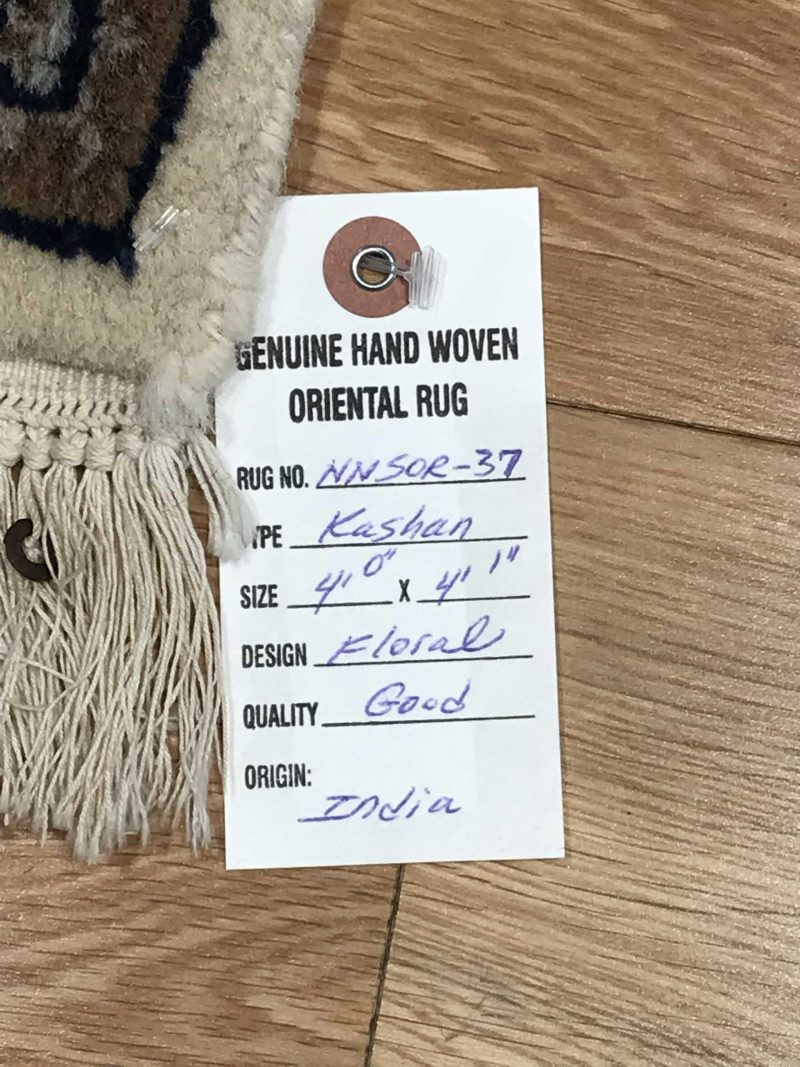 GENUINE HAND WOVEN
ORIENTAL RUG
RUG NO. NNSOR-37
TYPE Kashan
SIZE 4' 0" X 4' 1"
DESIGN Floral
QUALITY Good
ORIGIN:
India